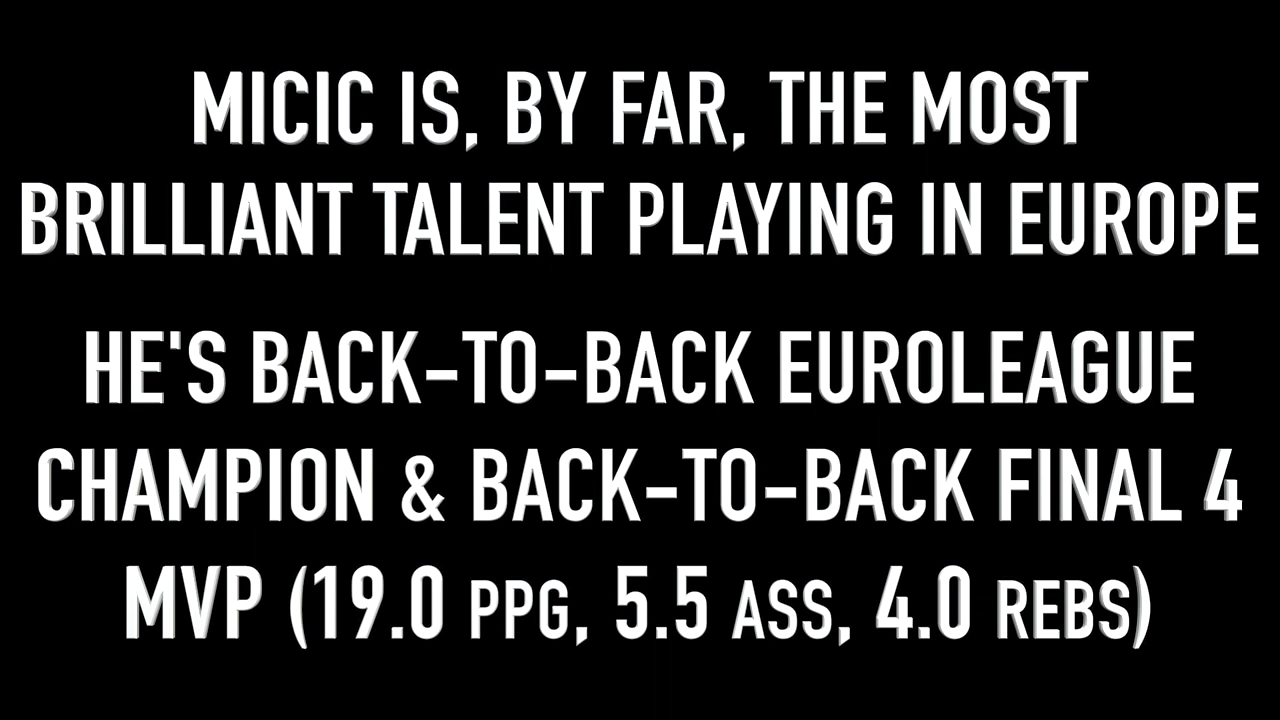 MICIC IS, BY FAR, THE MOST
BRILLIANT TALENT PLAYING IN EUROPE
HE'S BACK-TO-BACK EUROLEAGUE
CHAMPION & BACK-TO-BACK FINAL 4
MVP (19.0 PPG, 5.5 ASS, 4.0 REBS)